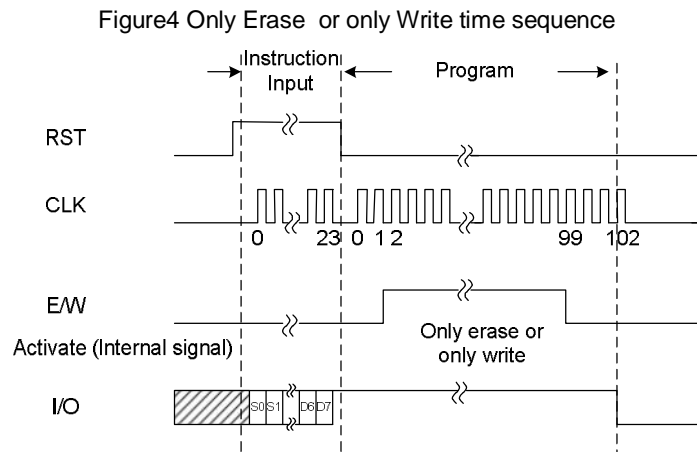 Figure4 Only Erase or only Write time sequence
Instruction
Input
Program
RST
CLK
0 23 0 1 2 99 102
E/W
Activate (Internal signal)
Only erase or
only write
I/O
S0 S1 D6 D7